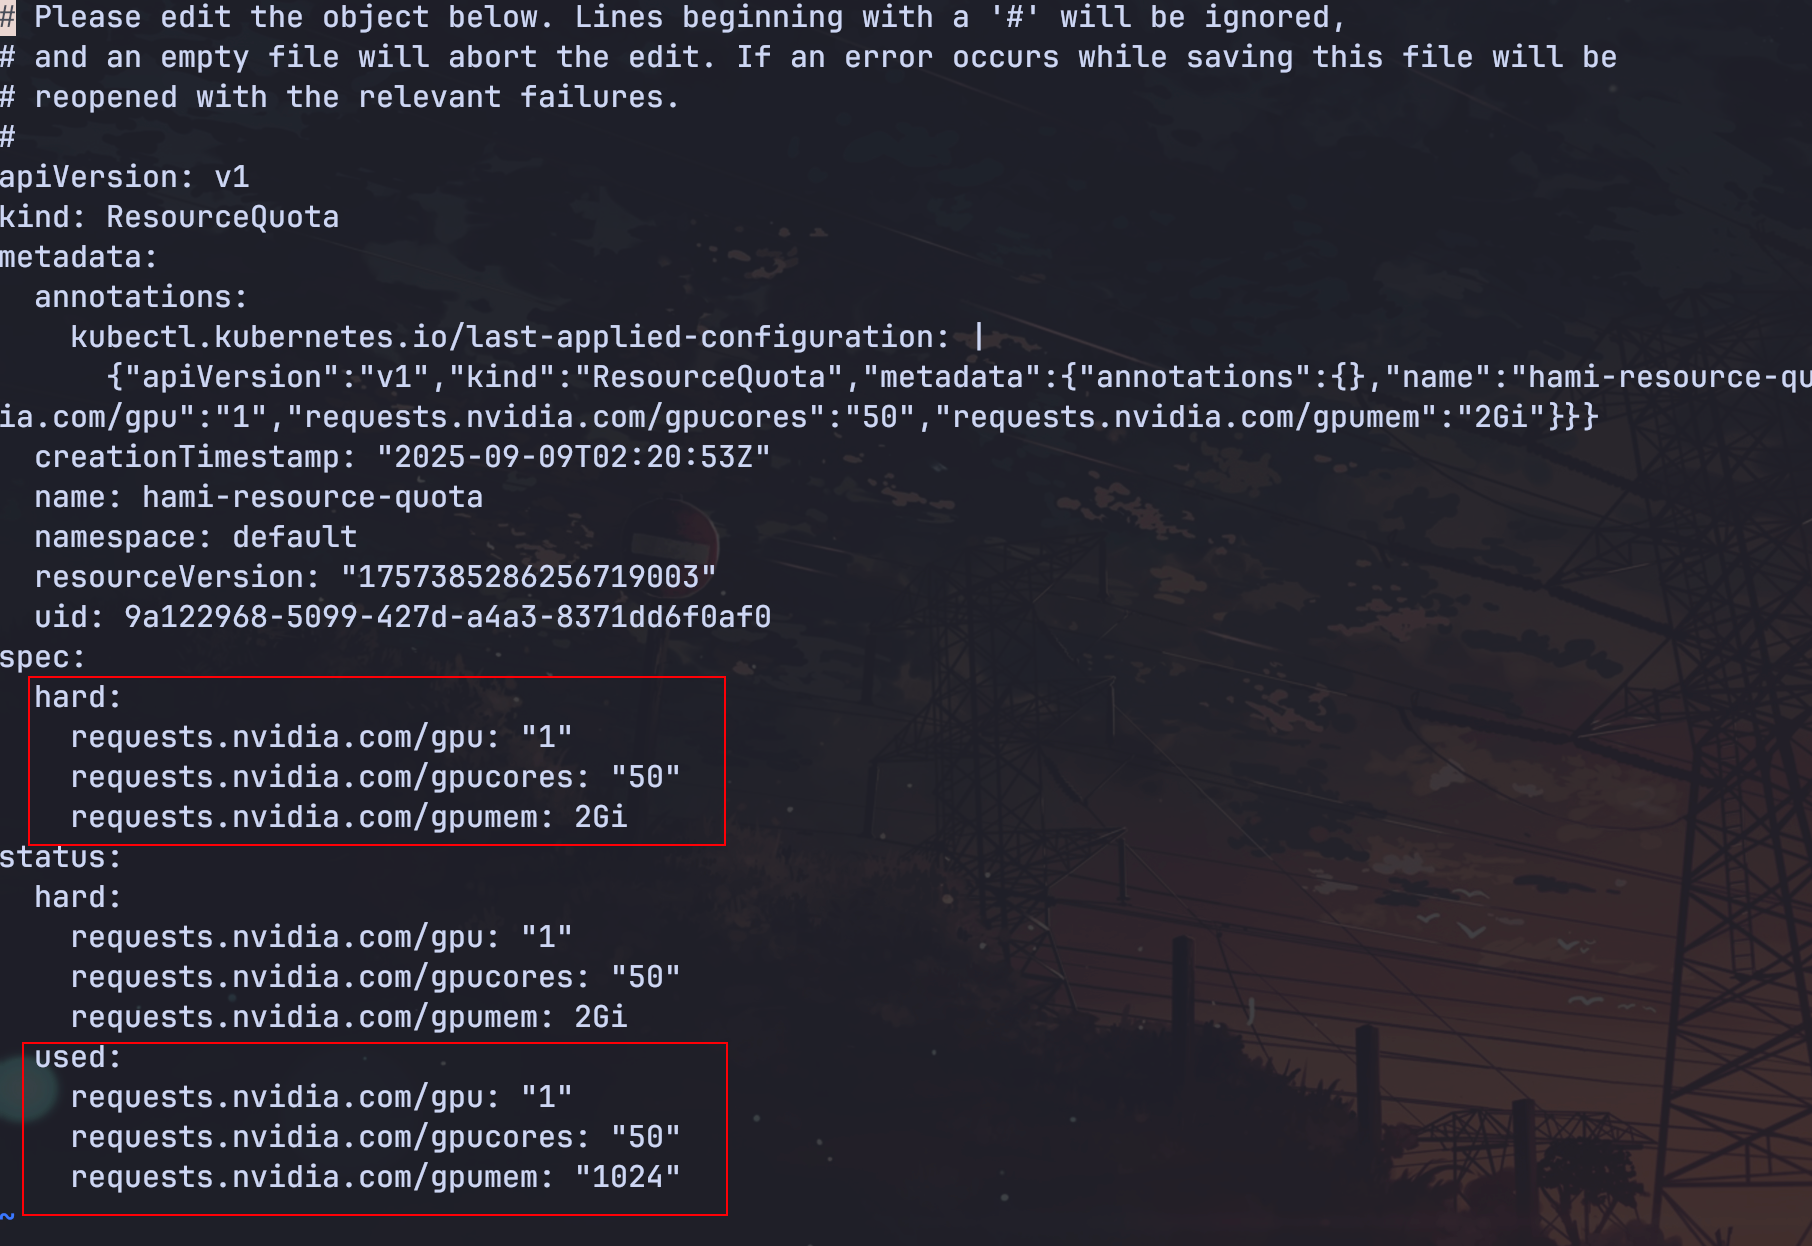 # Please edit the object below. Lines beginning with a '#' will be ignored,
# and an empty file will abort the edit. If an error occurs while saving this file will be
# reopened with the relevant failures.
#
apiVersion: v1
kind: ResourceQuota
metadata:
  annotations:
    kubectl.kubernetes.io/last-applied-configuration: |
      {"apiVersion":"v1","kind":"ResourceQuota","metadata":{"annotations":{},"name":"hami-resource-qu
ia.com/gpu":"1","requests.nvidia.com/gpucores":"50","requests.nvidia.com/gpumem":"2Gi"}}}
  creationTimestamp: "2025-09-09T02:20:53Z"
  name: hami-resource-quota
  namespace: default
  resourceVersion: "1757385286256719003"
  uid: 9a122968-5099-427d-a4a3-8371dd6f0af0
spec:
  hard:
    requests.nvidia.com/gpu: "1"
    requests.nvidia.com/gpucores: "50"
    requests.nvidia.com/gpumem: 2Gi
status:
  hard:
    requests.nvidia.com/gpu: "1"
    requests.nvidia.com/gpucores: "50"
    requests.nvidia.com/gpumem: 2Gi
  used:
    requests.nvidia.com/gpu: "1"
    requests.nvidia.com/gpucores: "50"
    requests.nvidia.com/gpumem: "1024"
~